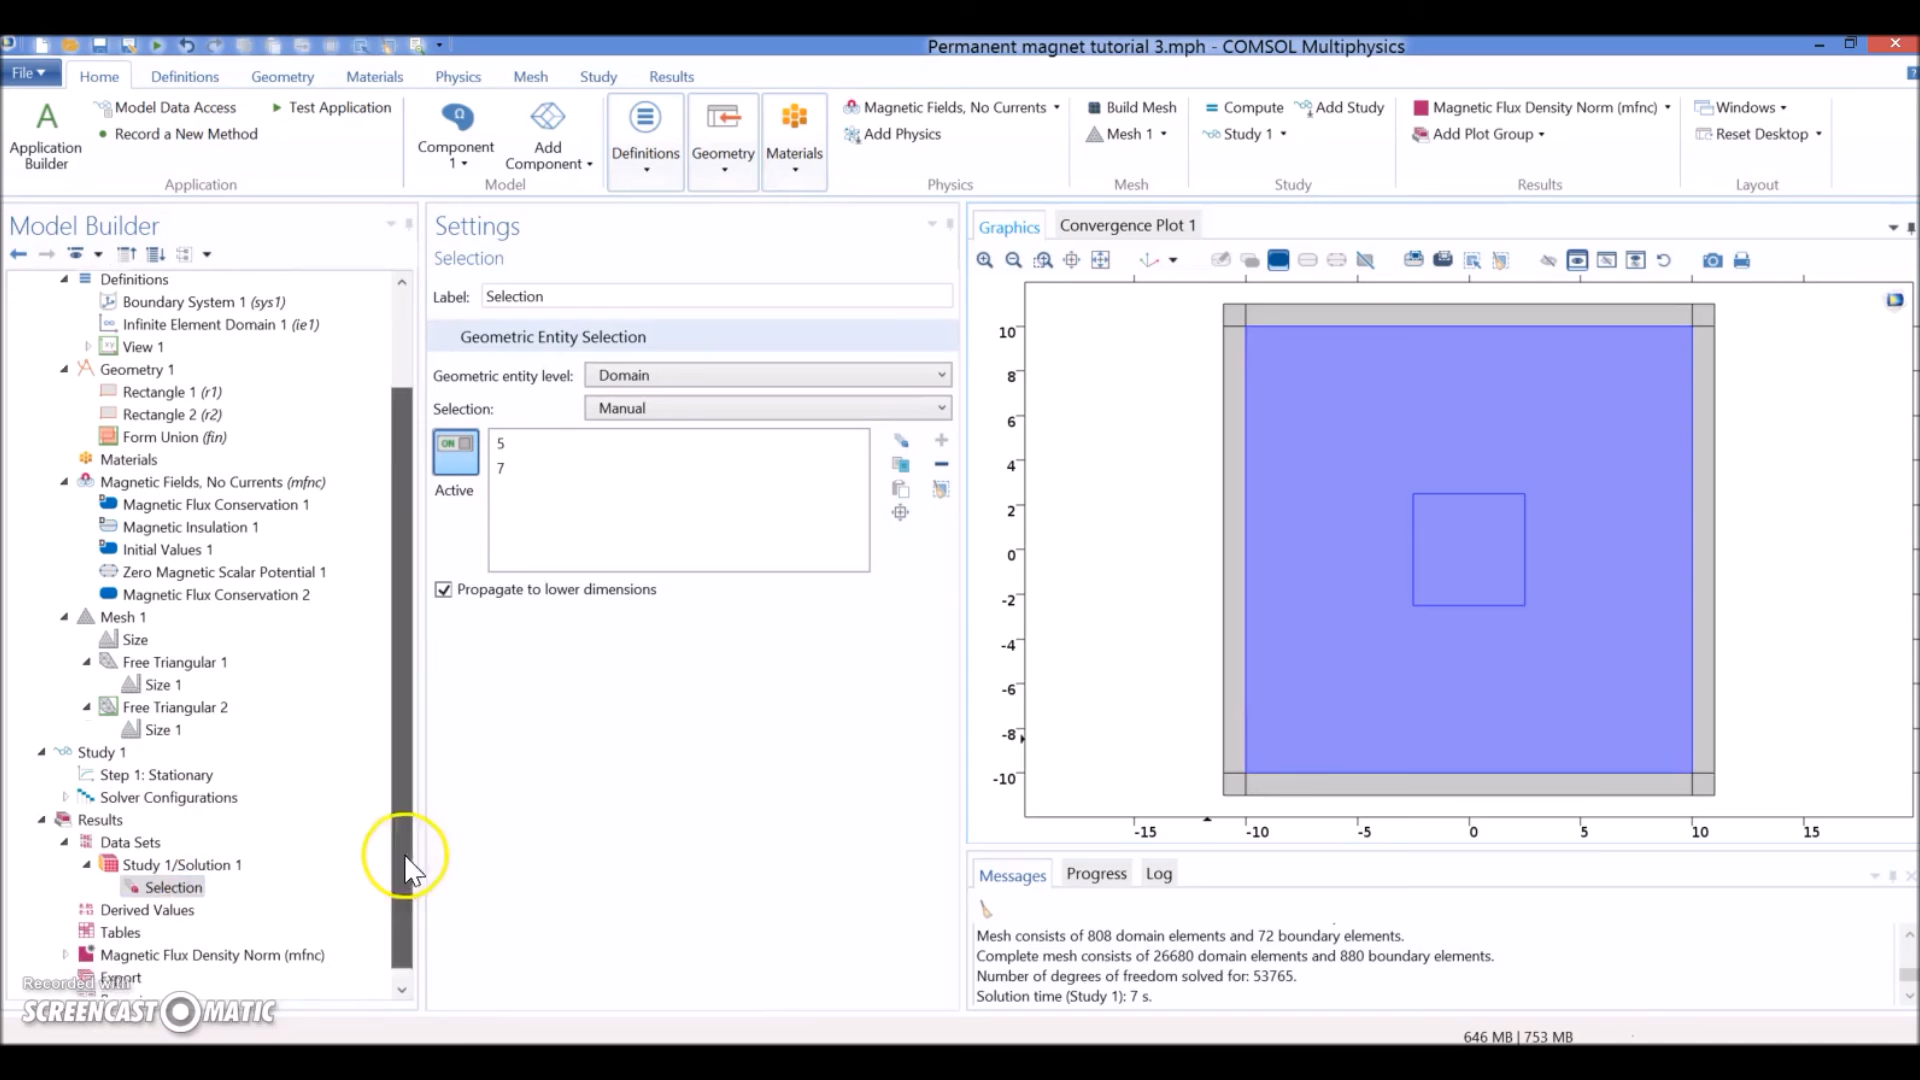 Permanent magnet tutorial 3.mph - COMSOL Multiphysics
File
Home
Definitions
Geometry
Materials
Physics
Mesh
Study
Results
A
Application Builder
Model Data Access
Test Application
Record a New Method
Application
Component 1
Add Component
Model
Definitions
Geometry
Materials
Magnetic Fields, No Currents
Add Physics
Physics
Build Mesh
Mesh 1
Mesh
Compute
Add Study
Study 1
Study
Magnetic Flux Density Norm (mfnc)
Add Plot Group
Results
Windows
Reset Desktop
Layout
Model Builder
Definitions
Boundary System 1 (sys1)
Infinite Element Domain 1 (ie1)
View 1
Geometry 1
Rectangle 1 (r1)
Rectangle 2 (r2)
Form Union (fin)
Materials
Magnetic Fields, No Currents (mfnc)
Magnetic Flux Conservation 1
Magnetic Insulation 1
Initial Values 1
Zero Magnetic Scalar Potential 1
Magnetic Flux Conservation 2
Mesh 1
Size
Free Triangular 1
Size 1
Free Triangular 2
Size 1
Study 1
Step 1: Stationary
Solver Configurations
Results
Data Sets
Study 1/Solution 1
Selection
Derived Values
Tables
Magnetic Flux Density Norm (mfnc)
Export
Recorded with
SCREENCAST-O-MATIC
Settings
Selection
Label: Selection
Geometric Entity Selection
Geometric entity level: Domain
Selection: Manual
ON
Active
5
7
Propagate to lower dimensions
Graphics
Convergence Plot 1
10
8
6
4
2
0
-2
-4
-6
-8
-10
-15 -10 -5 0 5 10 15
Messages
Progress
Log
Mesh consists of 808 domain elements and 72 boundary elements.
Complete mesh consists of 26680 domain elements and 880 boundary elements.
Number of degrees of freedom solved for: 53765.
Solution time (Study 1): 7 s.
646 MB | 753 MB